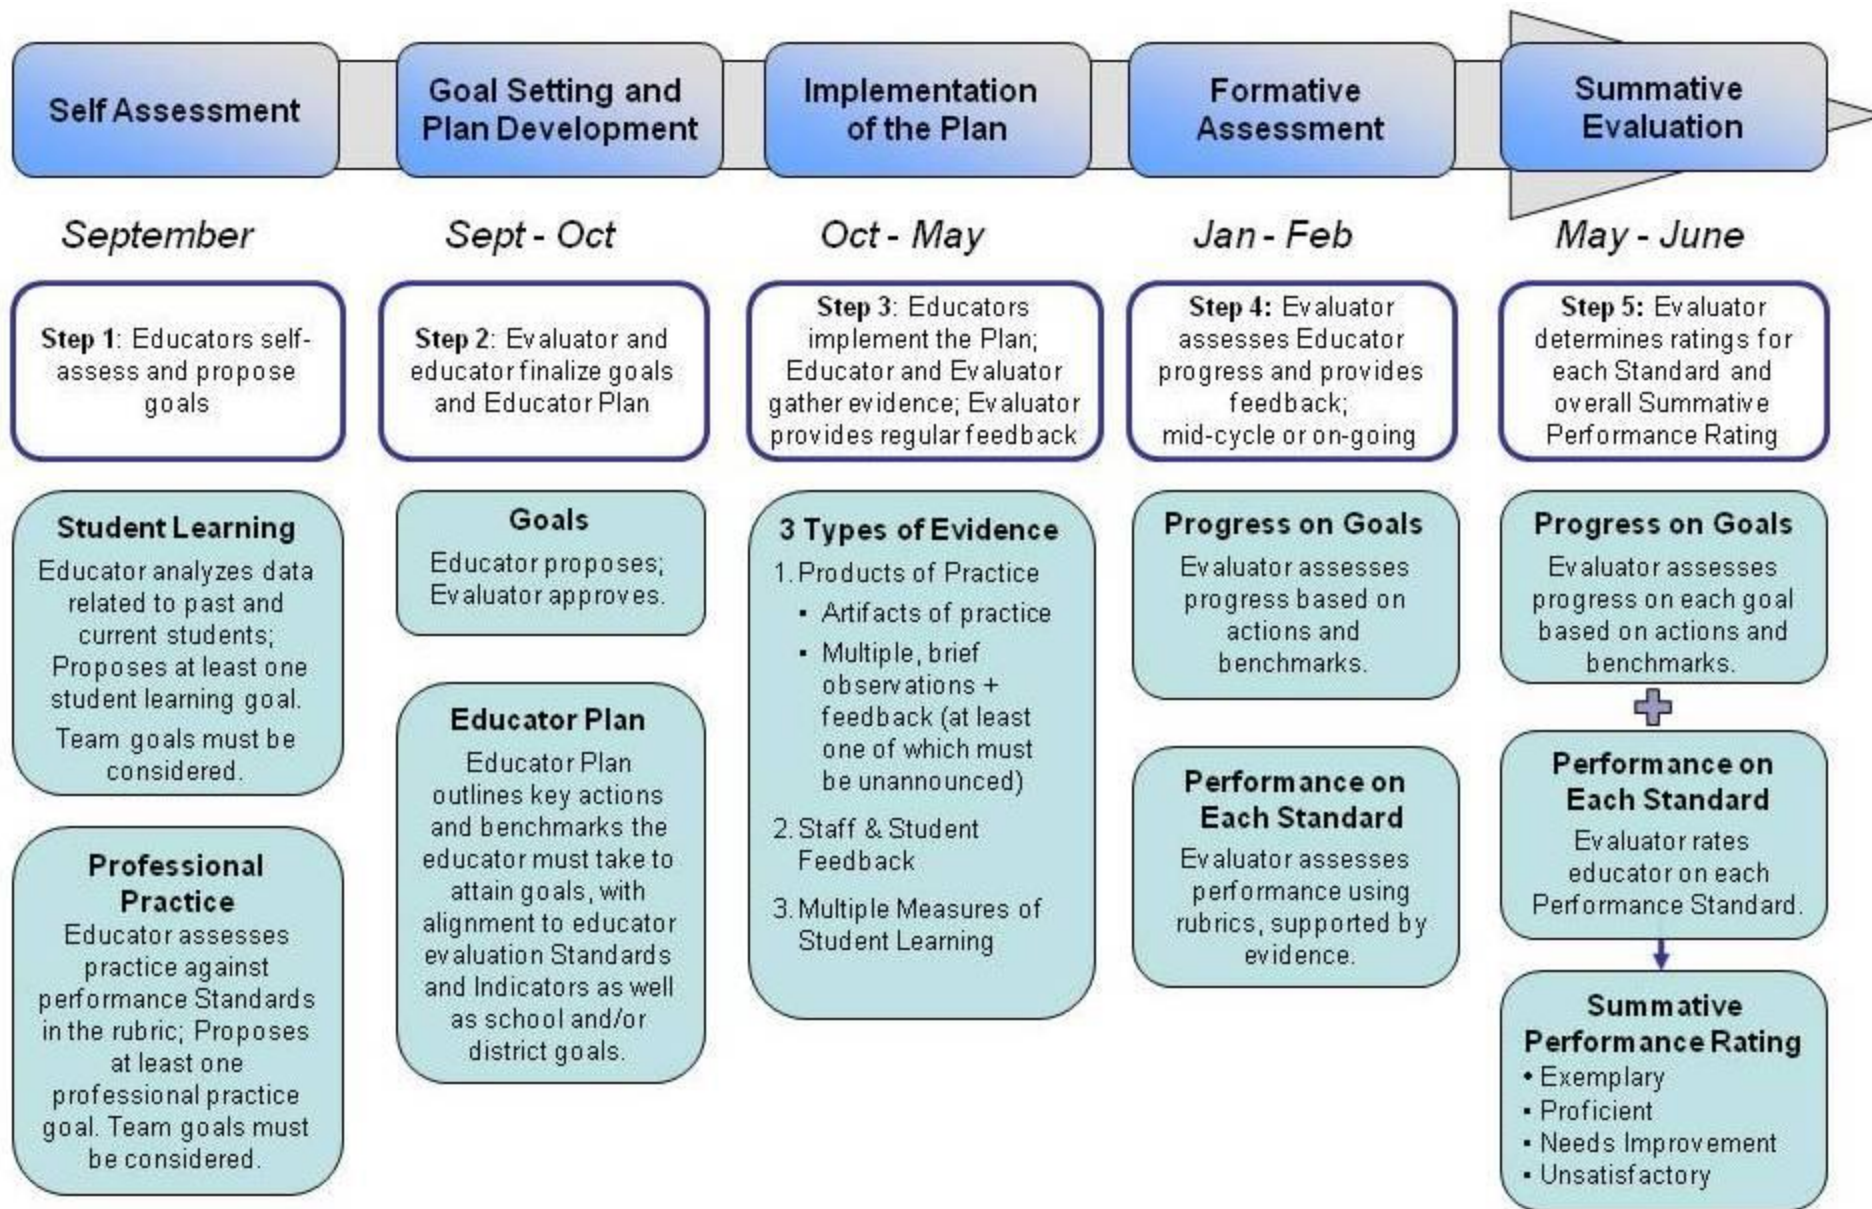 Self Assessment
Goal Setting and
Plan Development
Implementation
of the Plan
Formative
Assessment
Summative
Evaluation
September
Sept - Oct
Oct - May
Jan - Feb
May - June
Step 1: Educators self-
assess and propose
goals
Step 2: Evaluator and
educator finalize goals
and Educator Plan
Step 3: Educators
implement the Plan;
Educator and Evaluator
gather evidence; Evaluator
provides regular feedback
Step 4: Evaluator
assesses Educator
progress and provides
feedback;
mid-cycle or on-going
Step 5: Evaluator
determines ratings for
each Standard and
overall Summative
Performance Rating
Student Learning
Educator analyzes data
related to past and
current students;
Proposes at least one
student learning goal.
Team goals must be
considered.
Professional
Practice
Educator assesses
practice against
performance Standards
in the rubric; Proposes
at least one
professional practice
goal. Team goals must
be considered.
Goals
Educator proposes;
Evaluator approves.
Educator Plan
Educator Plan
outlines key actions
and benchmarks the
educator must take to
attain goals, with
alignment to educator
evaluation Standards
and Indicators as well
as school and/or
district goals.
3 Types of Evidence
1. Products of Practice
▪ Artifacts of practice
▪ Multiple, brief
observations +
feedback (at least
one of which must
be unannounced)
2. Staff & Student
Feedback
3. Multiple Measures of
Student Learning
Progress on Goals
Evaluator assesses
progress based on
actions and
benchmarks.
Performance on
Each Standard
Evaluator assesses
performance using
rubrics, supported by
evidence.
Progress on Goals
Evaluator assesses
progress on each goal
based on actions and
benchmarks.
Performance on
Each Standard
Evaluator rates
educator on each
Performance Standard.
Summative
Performance Rating
• Exemplary
▪ Proficient
▪ Needs Improvement
▪ Unsatisfactory